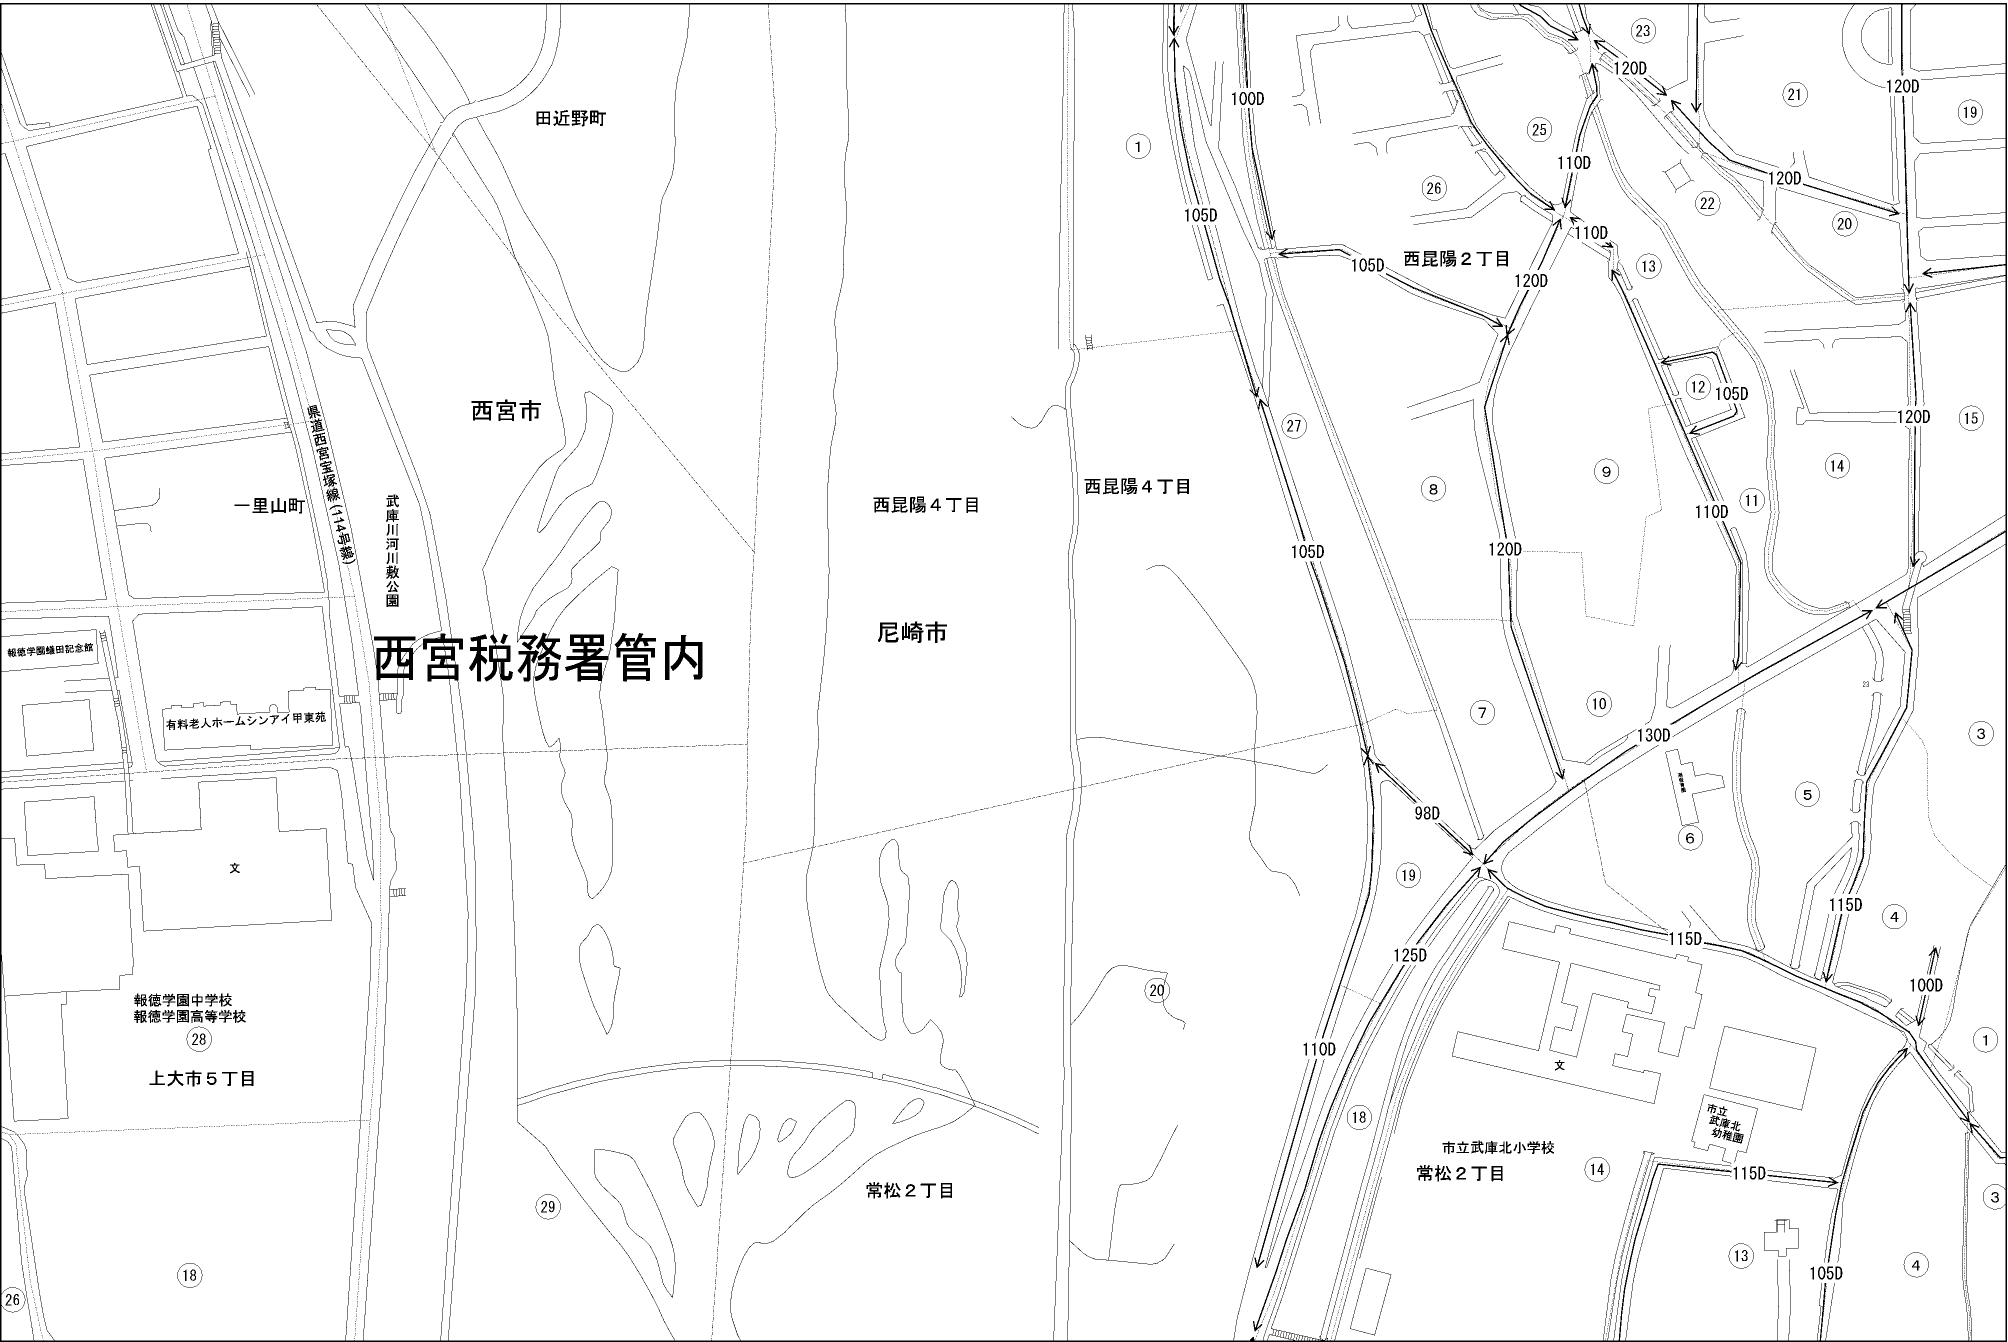 23
120D
21
120D
19
100D
田近野町
25
1
110D
120D
26
22
105D
20
110D
西昆陽２丁目
105D
13
120D
12
105D
西宮市
県道西宮宝塚線(114号線)
27
120D
15
14
9
8
西昆陽４丁目
11
一里山町
西昆陽４丁目
110D
武庫川河川敷公園
105D
120D
尼崎市
報徳学園蟻田記念館
西宮税務署管内
23
10
7
有料老人ホームシンアイ甲東苑
130D
3
5
98D
6
文
19
115D
4
115D
125D
100D
20
報徳学園中学校
報徳学園高等学校
28
1
110D
文
上大市５丁目
18
市立
武庫北
幼稚園
市立武庫北小学校
14
常松２丁目
115D
常松２丁目
3
29
13
4
18
105D
26